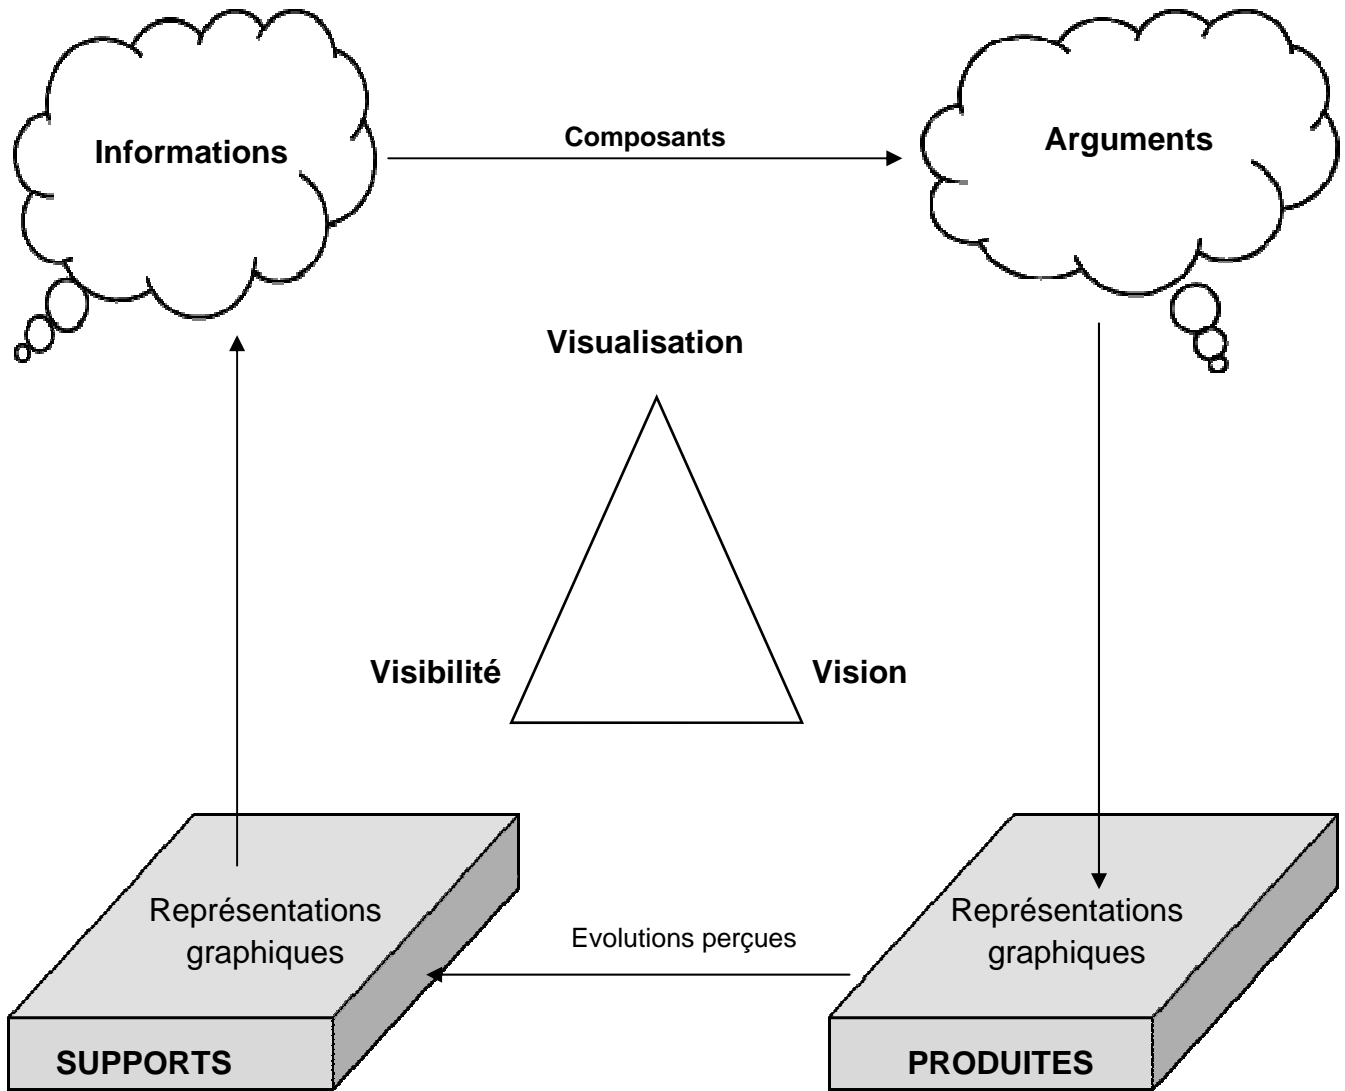 Informations
Composants
Arguments
Visualisation
Visibilité
Vision
Représentations
graphiques
SUPPORTS
Evolutions perçues
Représentations
graphiques
PRODUITES